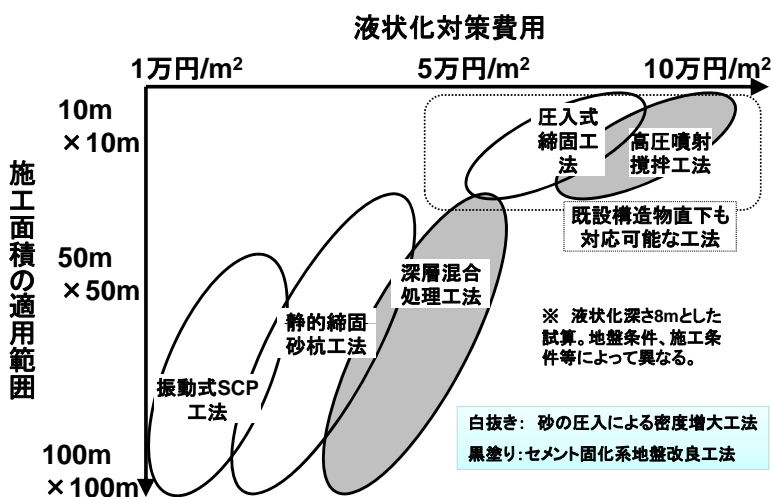 液状化対策費用
1万円/m²
5万円/m²
10万円/m²
施工面積の適用範囲
10m
×10m
50m
×50m
100m
×100m
圧入式
締固工
法
高圧噴射
撹拌工法
既設構造物直下も
対応可能な工法
深層混合
処理工法
静的締固
砂杭工法
振動式SCP
工法
※ 液状化深さ8mとした
試算。地盤条件、施工条
件等によって異なる。
白抜き: 砂の圧入による密度増大工法
黒塗り:セメント固化系地盤改良工法